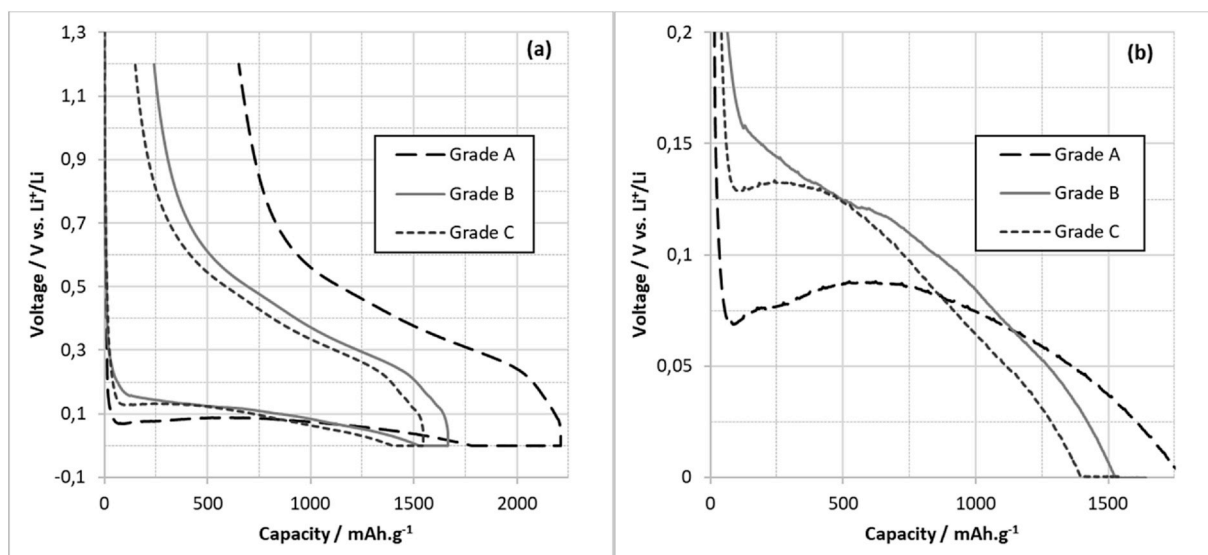 (a)
1,3
1,1
0,9
0,7
0,5
0,3
0,1
-0,1
Voltage / V vs. Li⁺/Li
Grade A
Grade B
Grade C
0
500
1000
1500
2000
Capacity / mAh.g⁻¹
(b)
0,2
0,15
0,1
0,05
0
Voltage / V vs. Li⁺/Li
Grade A
Grade B
Grade C
0
500
1000
1500
Capacity / mAh.g⁻¹